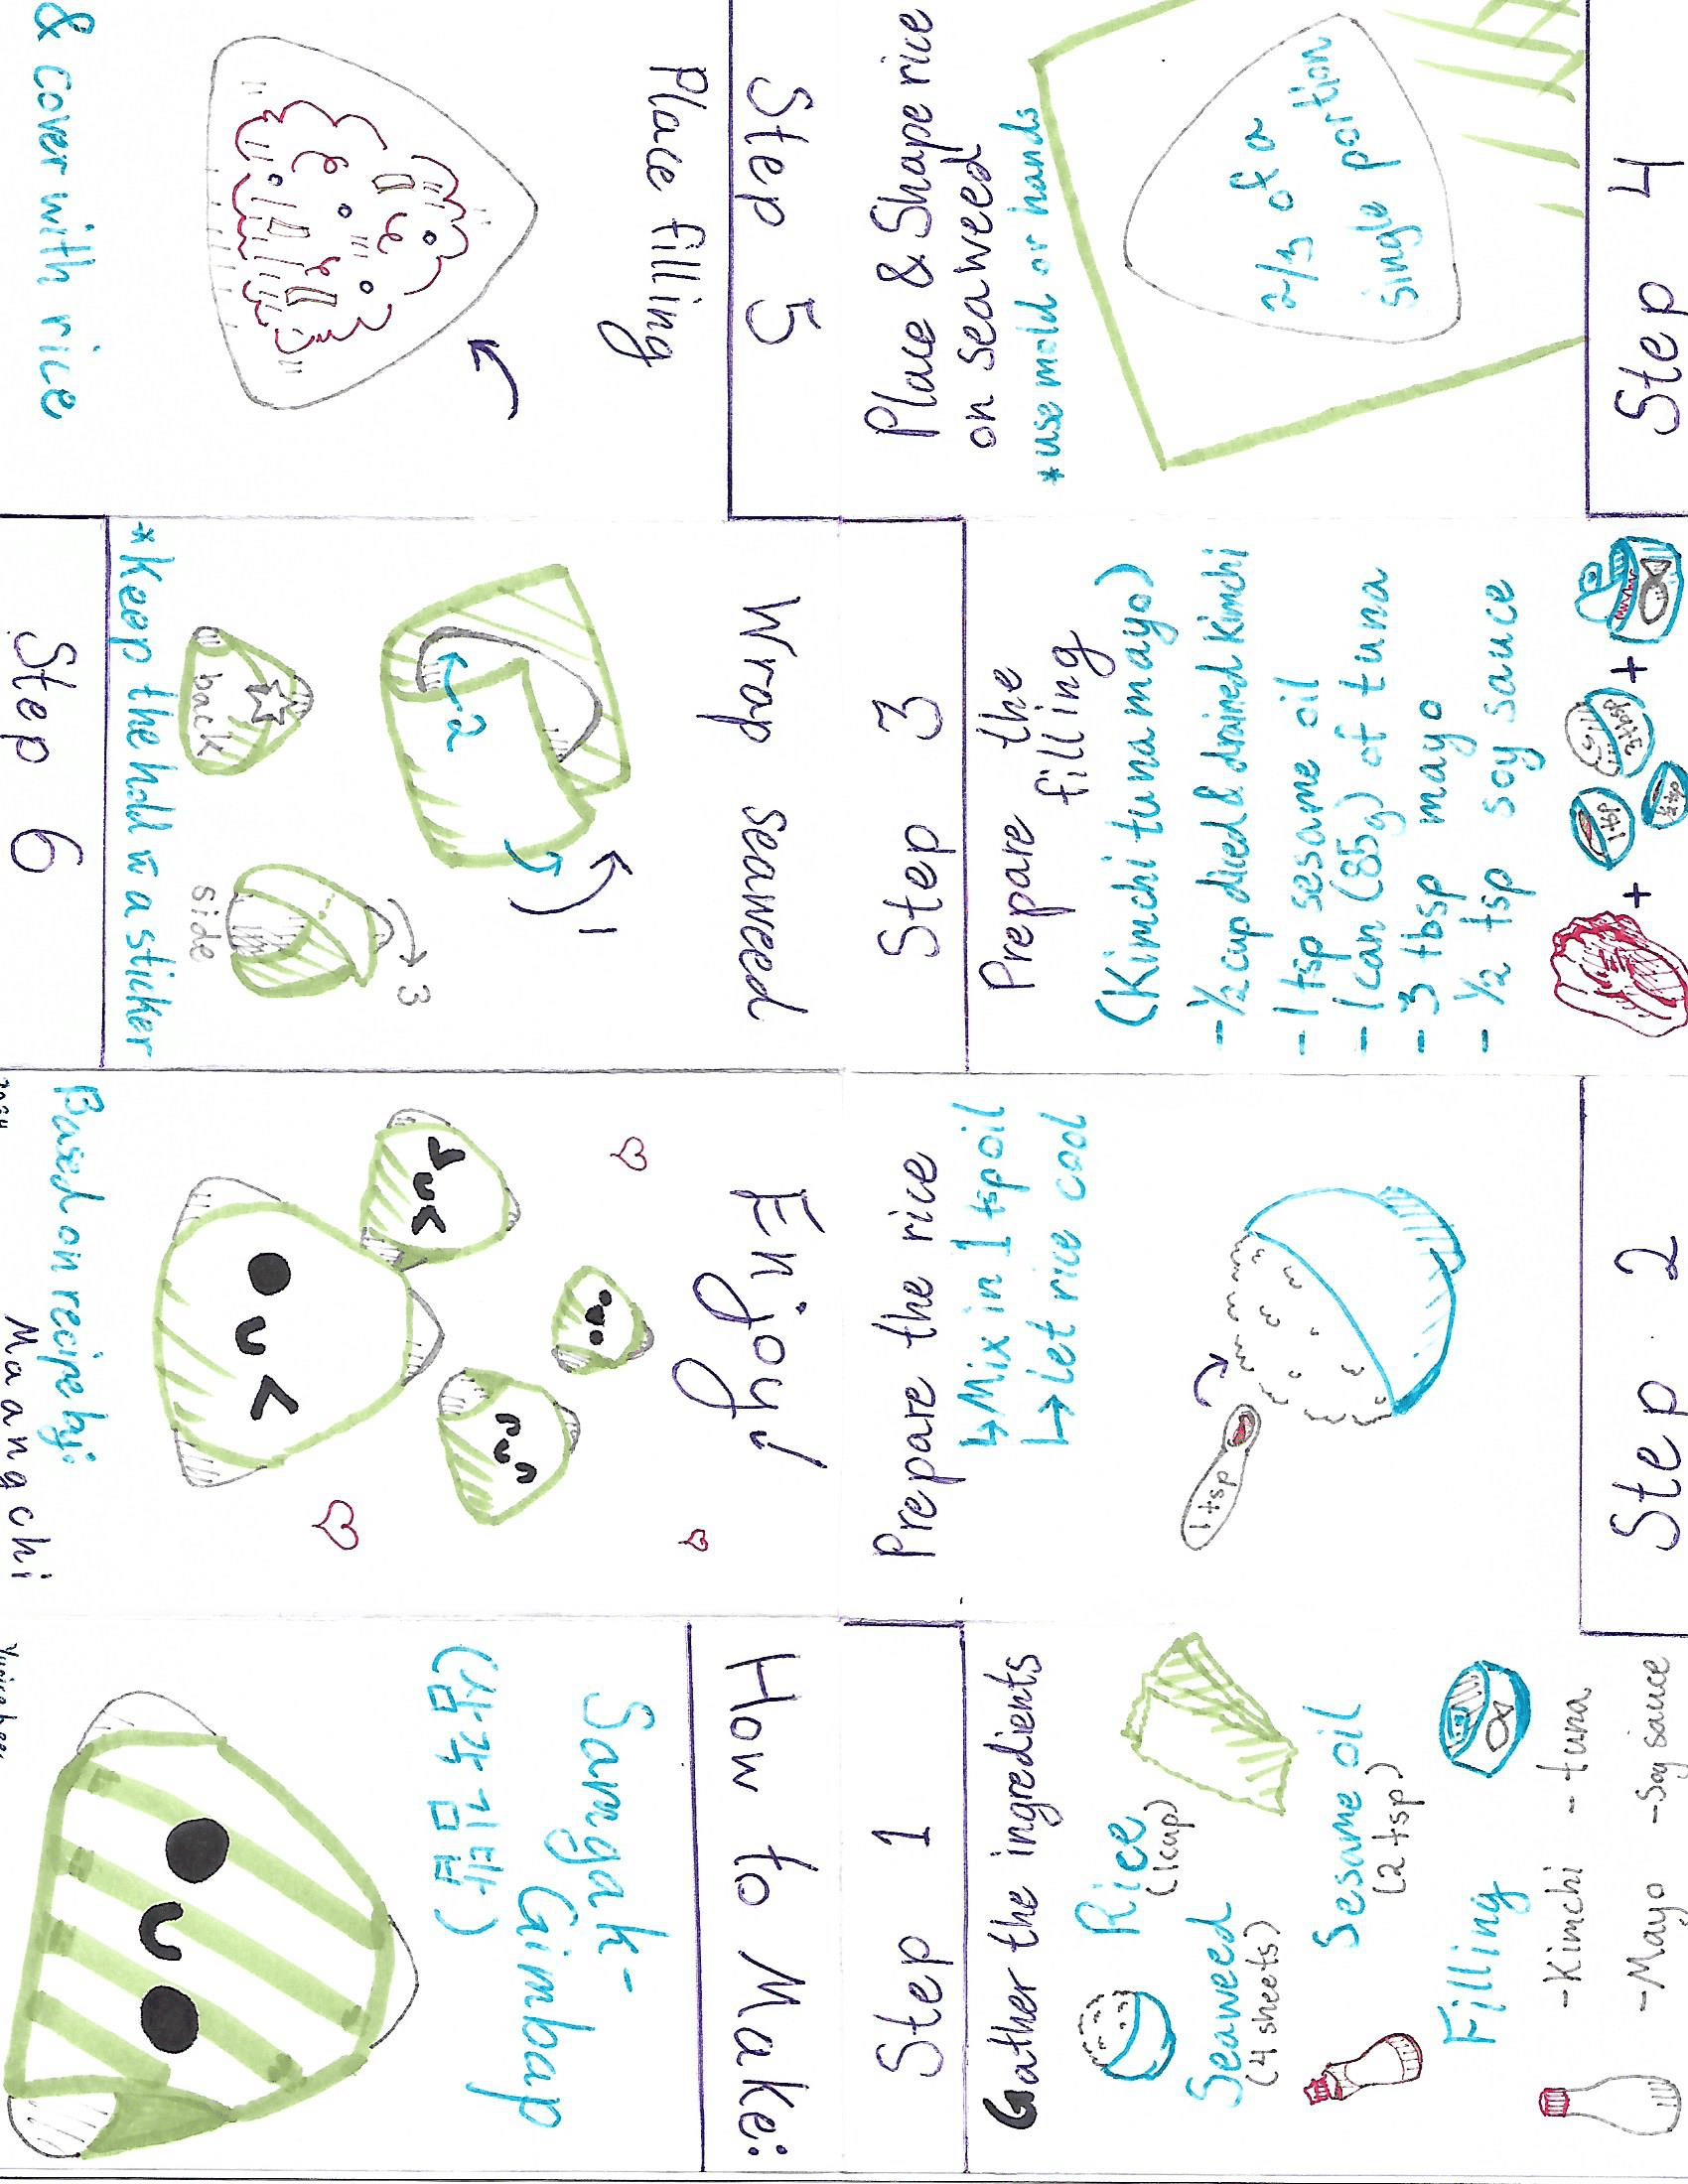 How to Make:
Samgak-
Gimbap
(삼각김밥)
Step 1
Gather the ingredients
Rice
(1cup)
Seaweed
(4 sheets)
Sesame oil
(2 tsp)
Filling
-Kimchi -tuna
-Mayo -Soy sauce
Step 2
1 tsp
Prepare the rice
↳Mix in 1 tsp oil
↳Let rice cool
Step 3
Prepare the
filling
(Kimchi tuna mayo)
-½ cup diced & drained kimchi
-1 tsp sesame oil
-1 can (85g) of tuna
-3 tbsp mayo
-½ tsp soy sauce
+
3tbsp
1tsp
½ tsp
+
Step 4
2/3 of a
single portion
*use mold or hands
Place & Shape rice
on seaweed
Step 5
Place filling
& cover with rice
Wrap seaweed
1
2
3
back
side
*Keep the hold w a sticker
Step 6
Enjoy!
Based on recipe by:
Maangchi